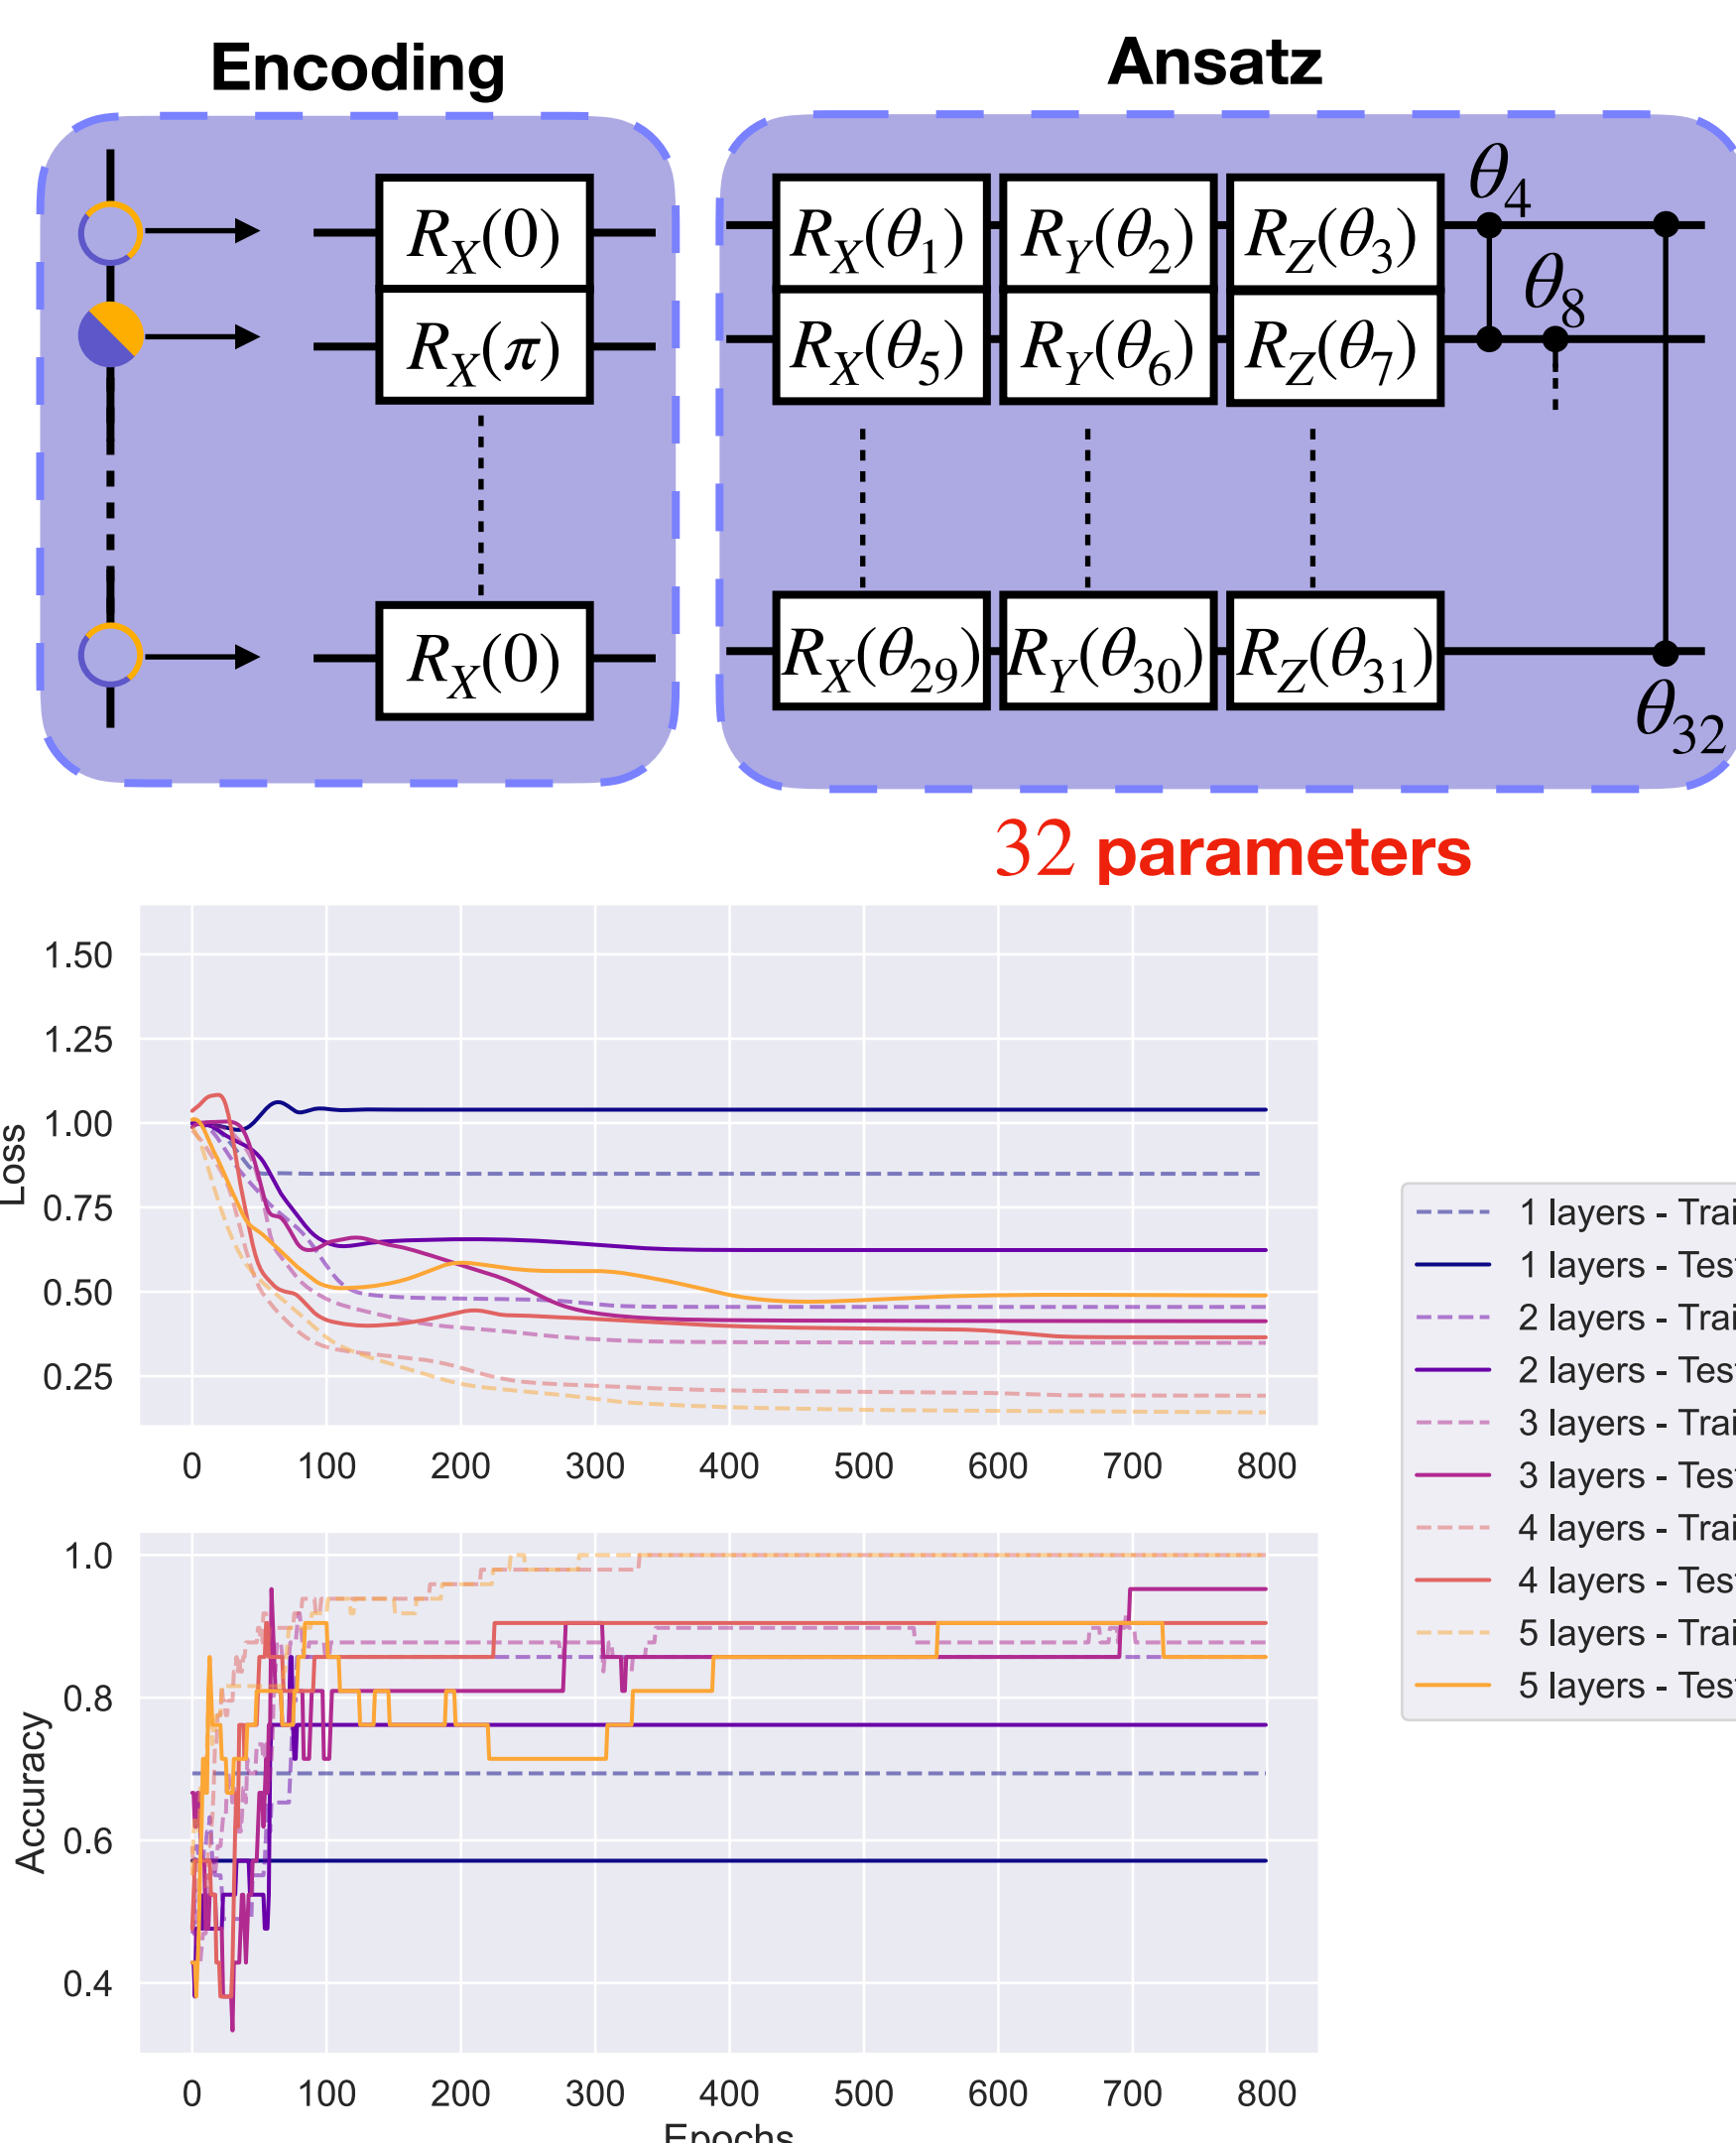 Encoding
Ansatz
R_X(0)
R_X(π)
R_X(0)
R_X(θ_1) R_Y(θ_2) R_Z(θ_3) θ_4
R_X(θ_5) R_Y(θ_6) R_Z(θ_7) θ_8
R_X(θ_29) R_Y(θ_30) R_Z(θ_31)
θ_32
32 parameters
Loss
1.50
1.25
1.00
0.75
0.50
0.25
0 100 200 300 400 500 600 700 800
Accuracy
1.0
0.8
0.6
0.4
0 100 200 300 400 500 600 700 800
Epochs
1 layers - Trai
1 layers - Tes
2 layers - Trai
2 layers - Tes
3 layers - Trai
3 layers - Tes
4 layers - Trai
4 layers - Tes
5 layers - Trai
5 layers - Tes